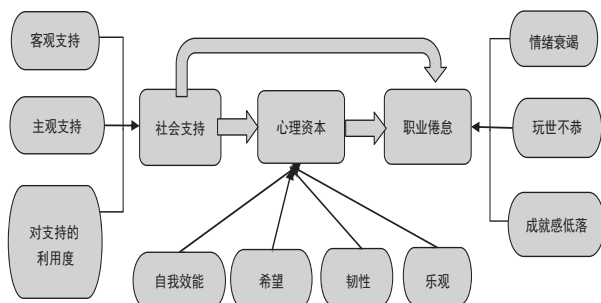 客观支持
主观支持
对支持的
利用度
社会支持
心理资本
职业倦怠
情绪衰竭
玩世不恭
成就感低落
自我效能
希望
韧性
乐观